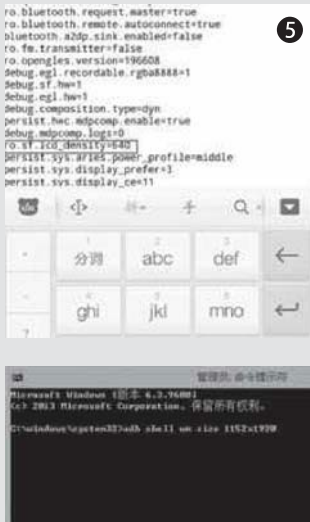 ro.bluetooth.request.master=true
ro.bluetooth.remote.autoconnect=true
bluetooth.a2dp.sink.enabled=false
ro.fm.transmitter=false
ro.opengles.version=196608
debug.egl.recordable.rgba8888=1
debug.sf.hw=1
debug.egl.hw=1
debug.composition.type=dyn
persist.hwc.mdpcomp.enable=true
debug.mdpcomp.logs=0
ro.sf.lcd_density=640
persist.sys.aries.power_profile=middle
persist.sys.display_prefer=3
persist.sys.display_ce=11
5
分词 abc def
ghi jkl mno
管理员: 命令提示符
Microsoft Windows [版本 6.3.9600]
(c) 2013 Microsoft Corporation。保留所有权利。
C:\windows\system32>adb shell wm size 1152x1920